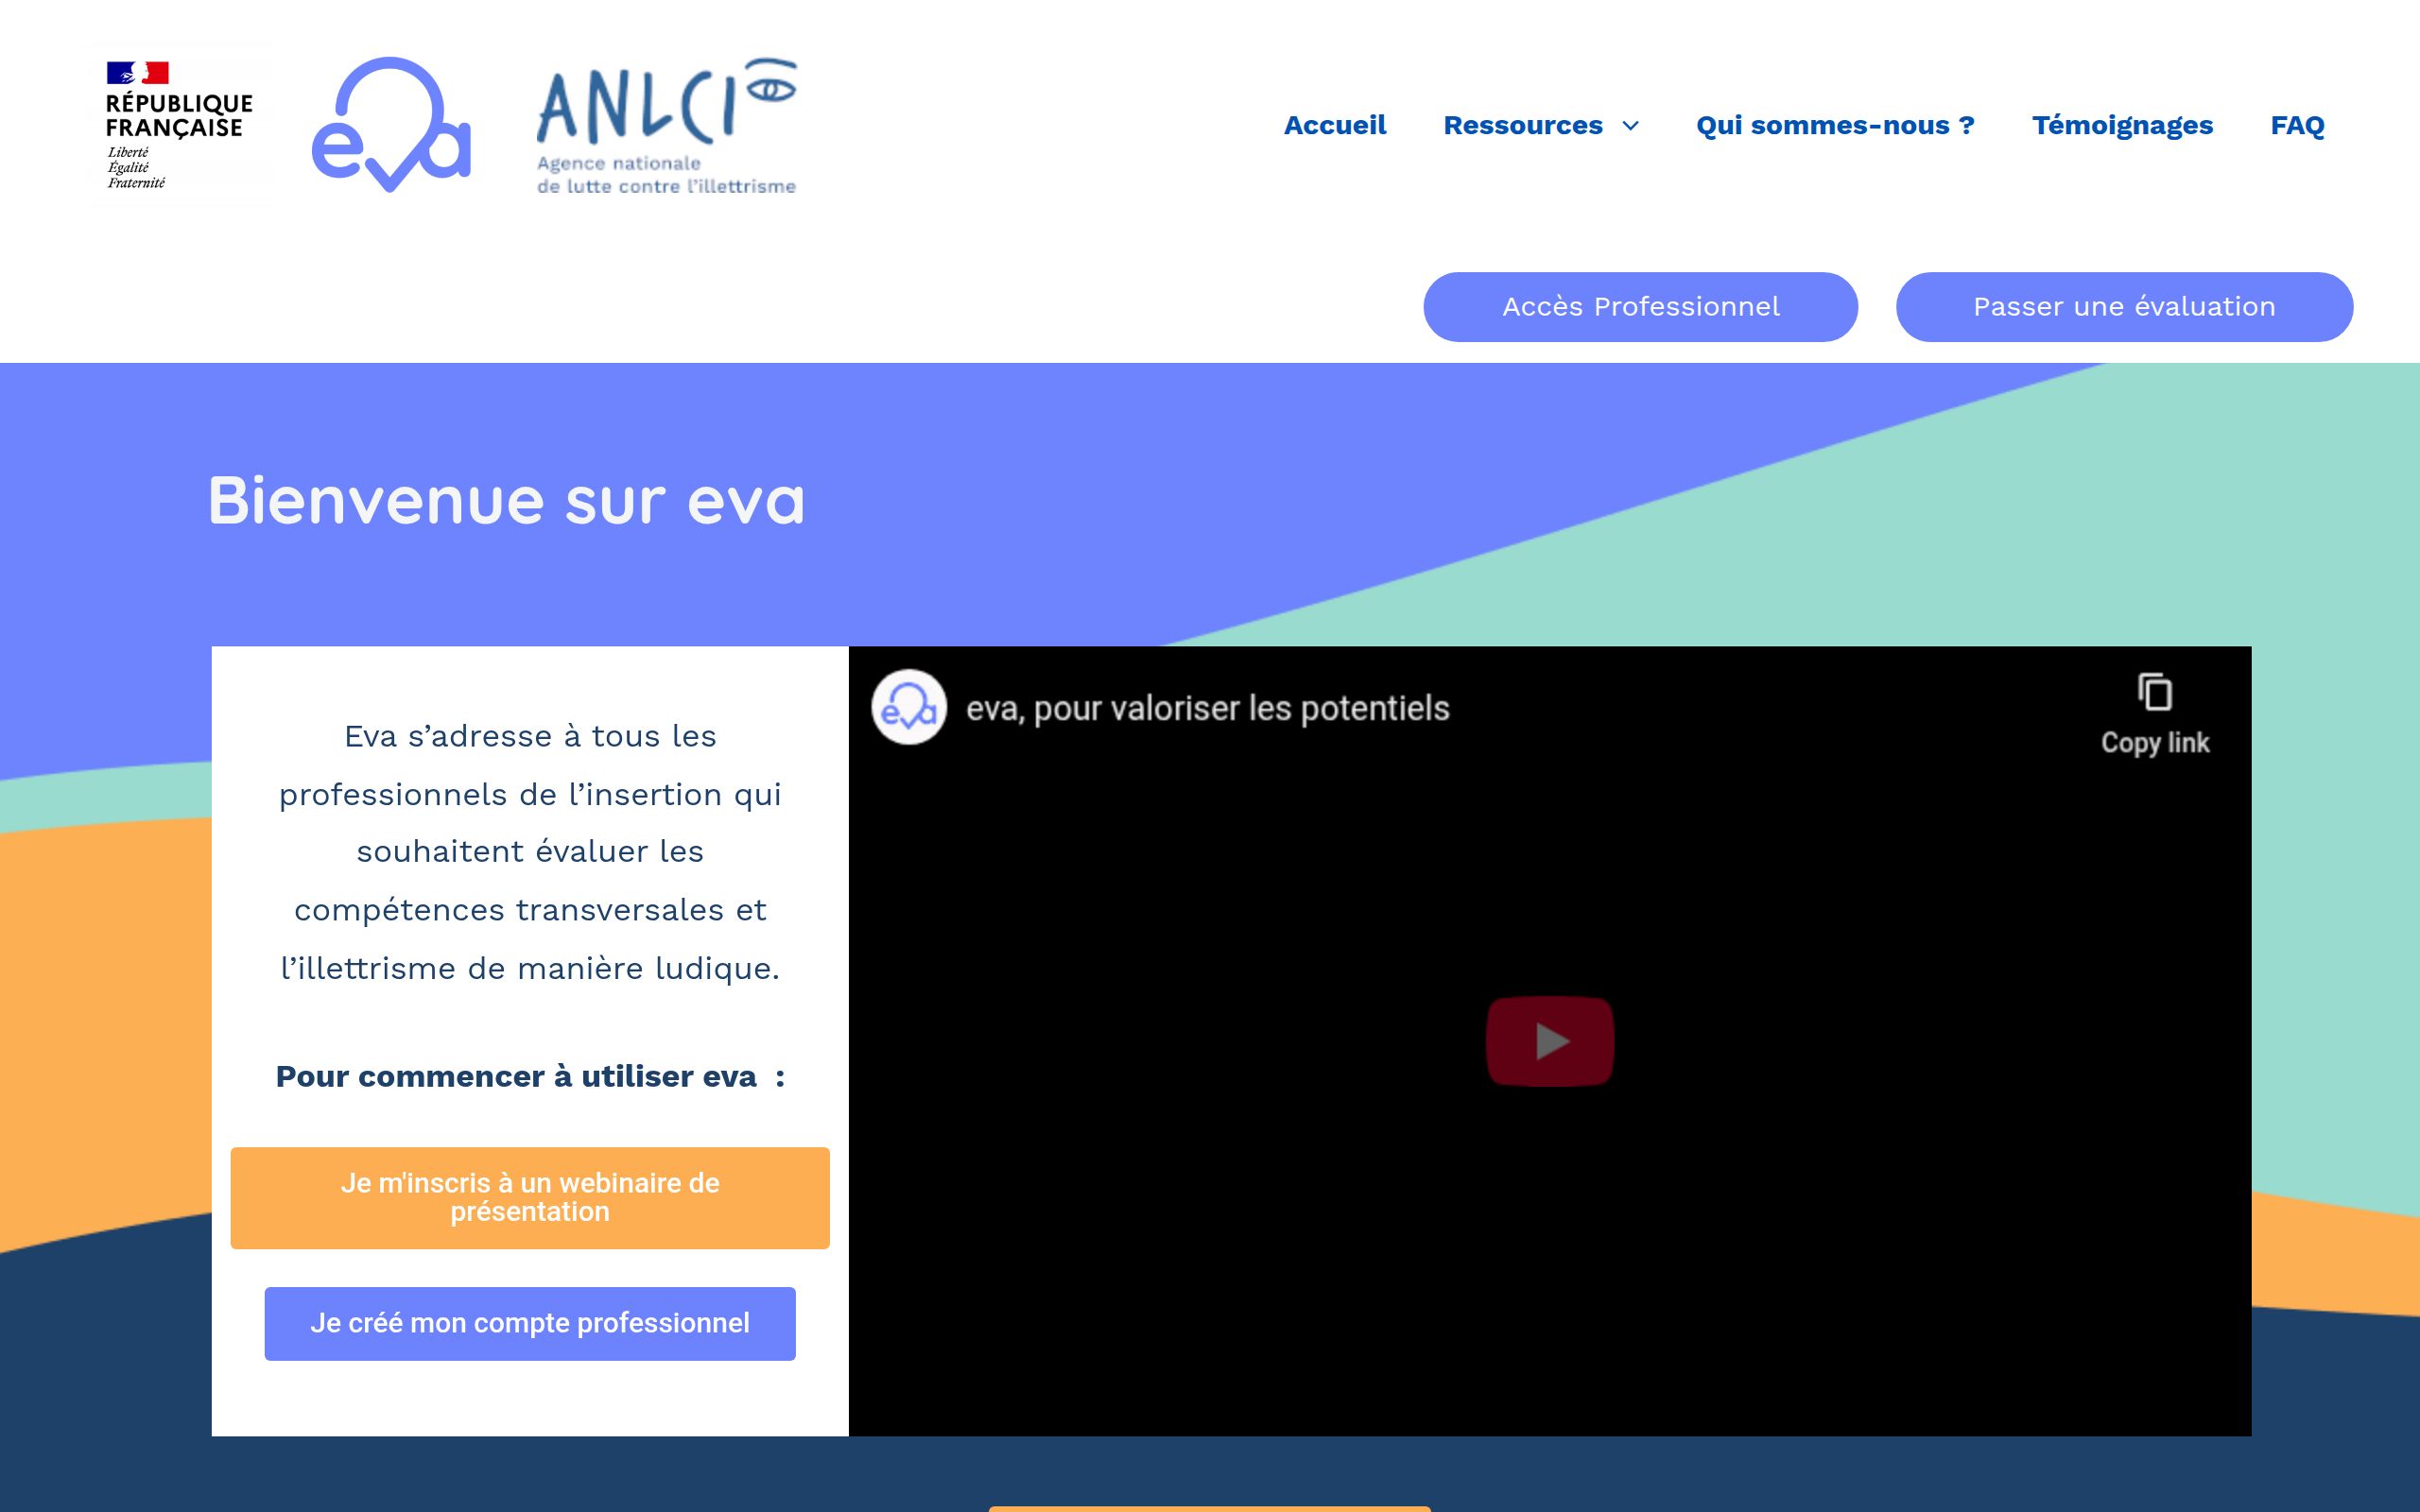 RÉPUBLIQUE
FRANÇAISE
Liberté
Égalité
Fraternité
eva
ANLCI
Agence nationale
de lutte contre l'illettrisme
Accueil Ressources Qui sommes-nous ? Témoignages FAQ
Accès Professionnel Passer une évaluation
Bienvenue sur eva
Eva s’adresse à tous les
professionnels de l’insertion qui
souhaitent évaluer les
compétences transversales et
l’illettrisme de manière ludique.
Pour commencer à utiliser eva :
Je m'inscris à un webinaire de
présentation
Je créé mon compte professionnel
eva
eva, pour valoriser les potentiels
Copy link